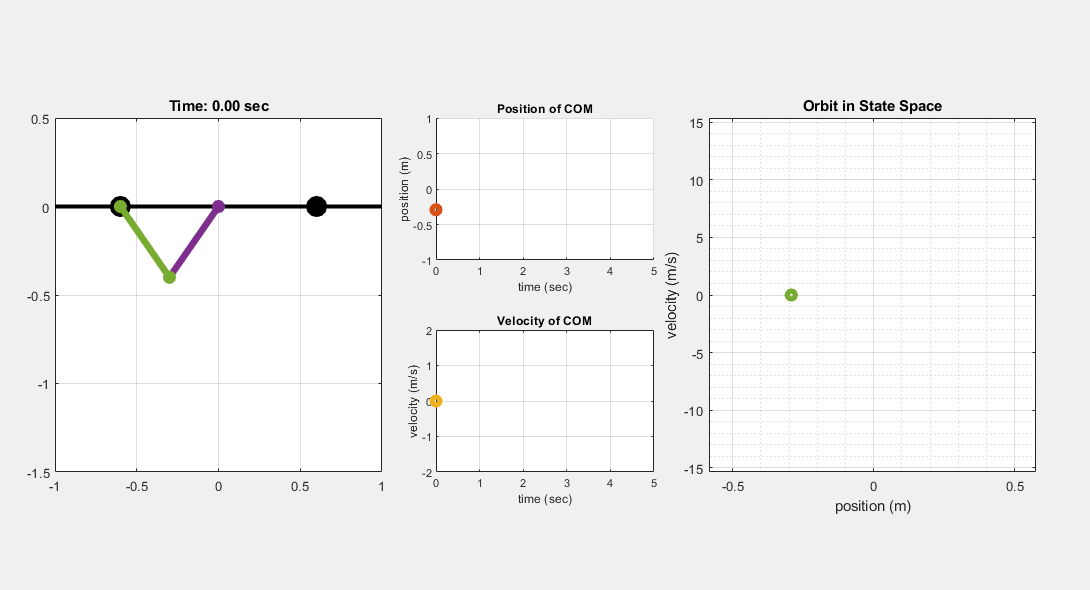 Time: 0.00 sec
0.5
0
-0.5
-1
-1.5
-1 -0.5 0 0.5 1
Position of COM
position (m)
1
0.5
0
-0.5
-1
0 1 2 3 4 5
time (sec)
Velocity of COM
velocity (m/s)
2
1
0
-1
-2
0 1 2 3 4 5
time (sec)
Orbit in State Space
velocity (m/s)
15
10
5
0
-5
-10
-15
-0.5 0 0.5
position (m)